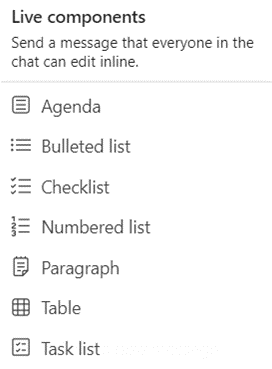 Live components
Send a message that everyone in the
chat can edit inline.
Agenda
Bulleted list
Checklist
Numbered list
Paragraph
Table
Task list